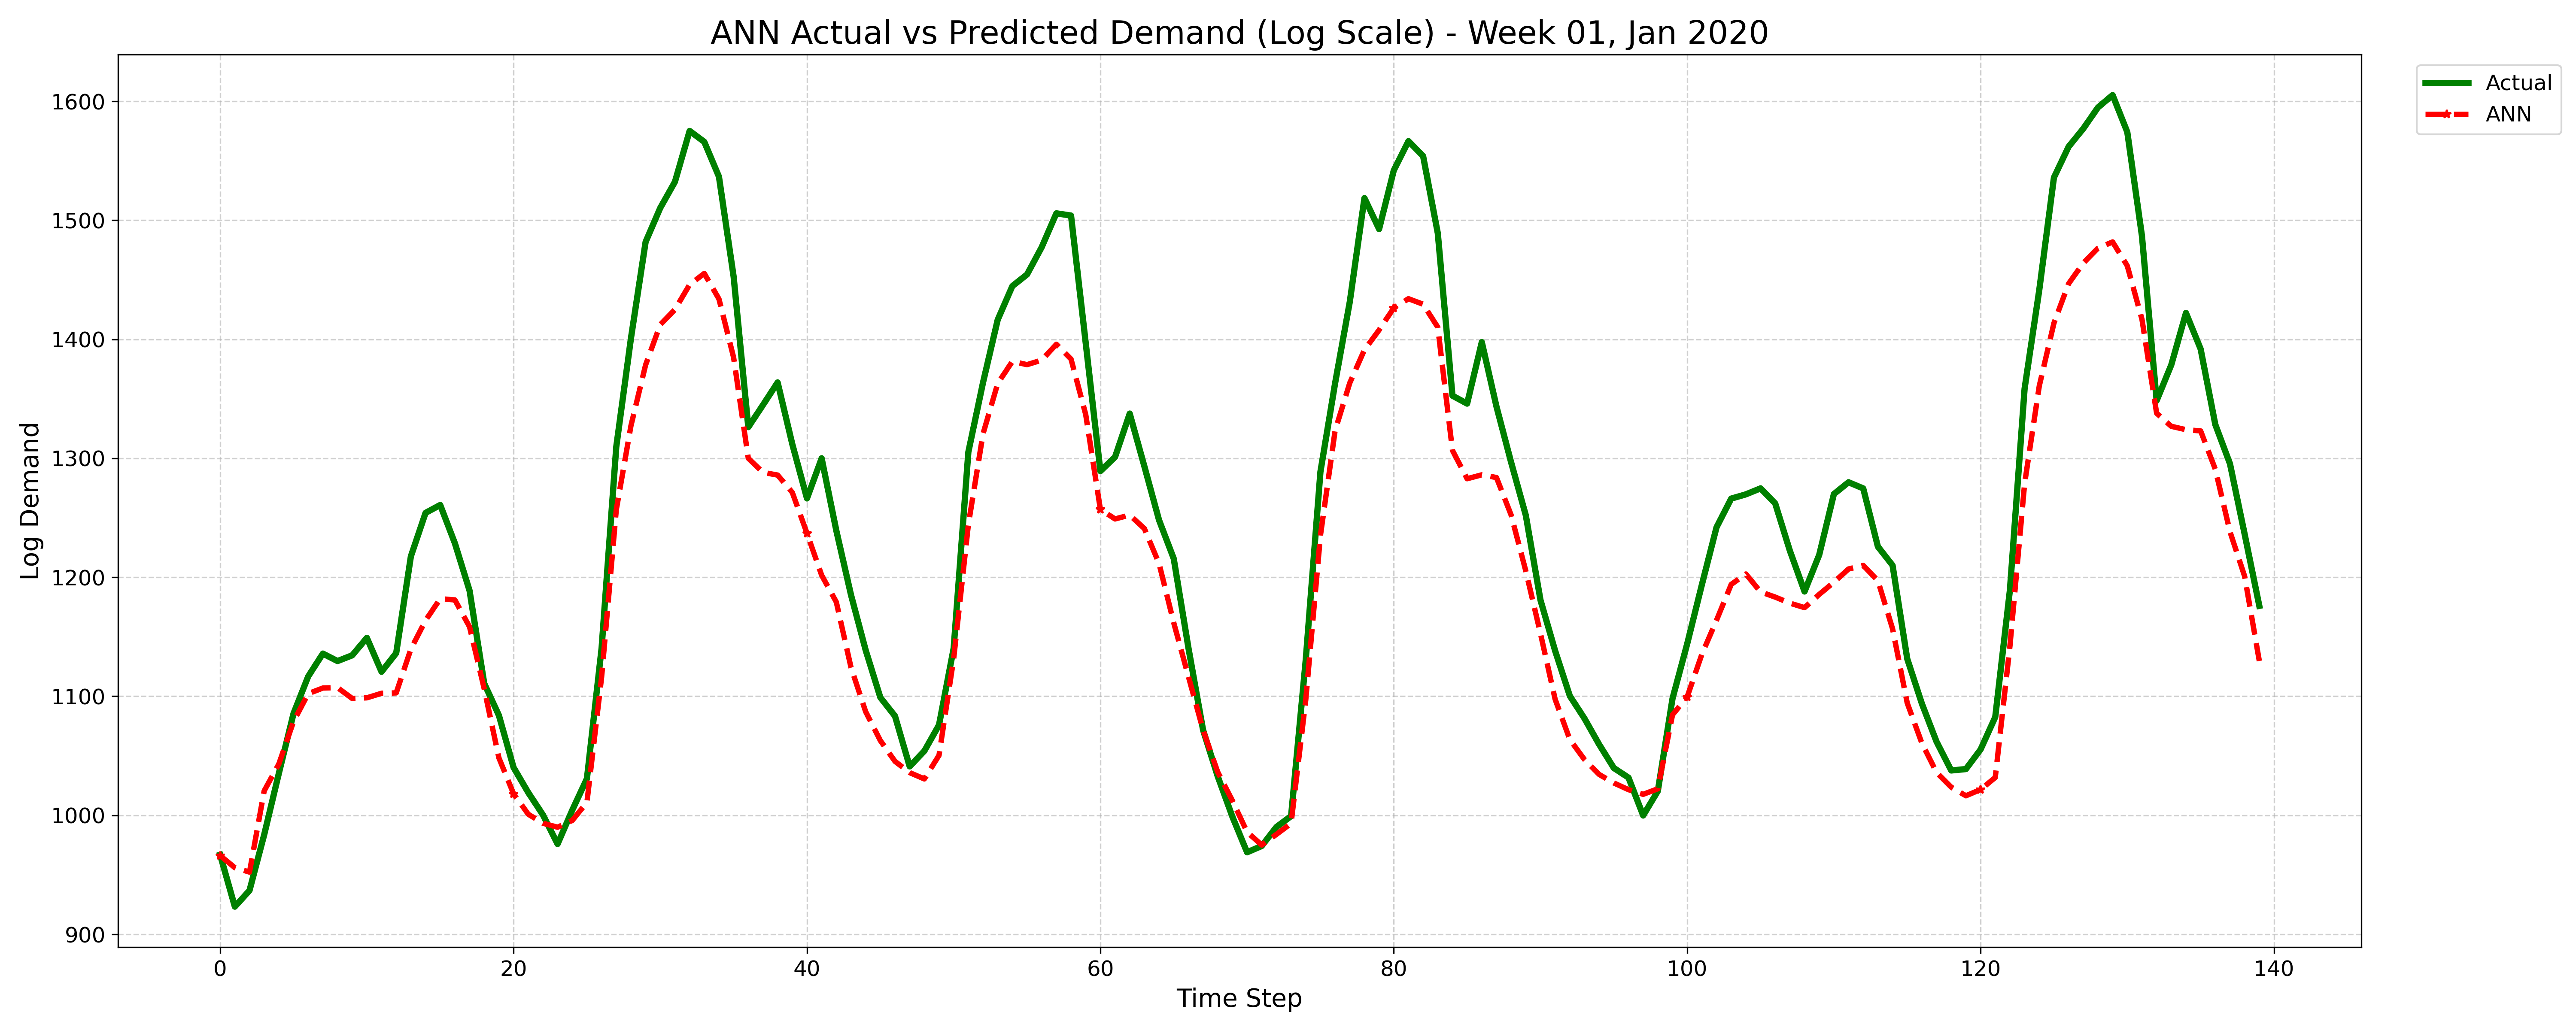 ANN Actual vs Predicted Demand (Log Scale) - Week 01, Jan 2020
Actual
ANN
Log Demand
1600
1500
1400
1300
1200
1100
1000
900
0 20 40 60 80 100 120 140
Time Step